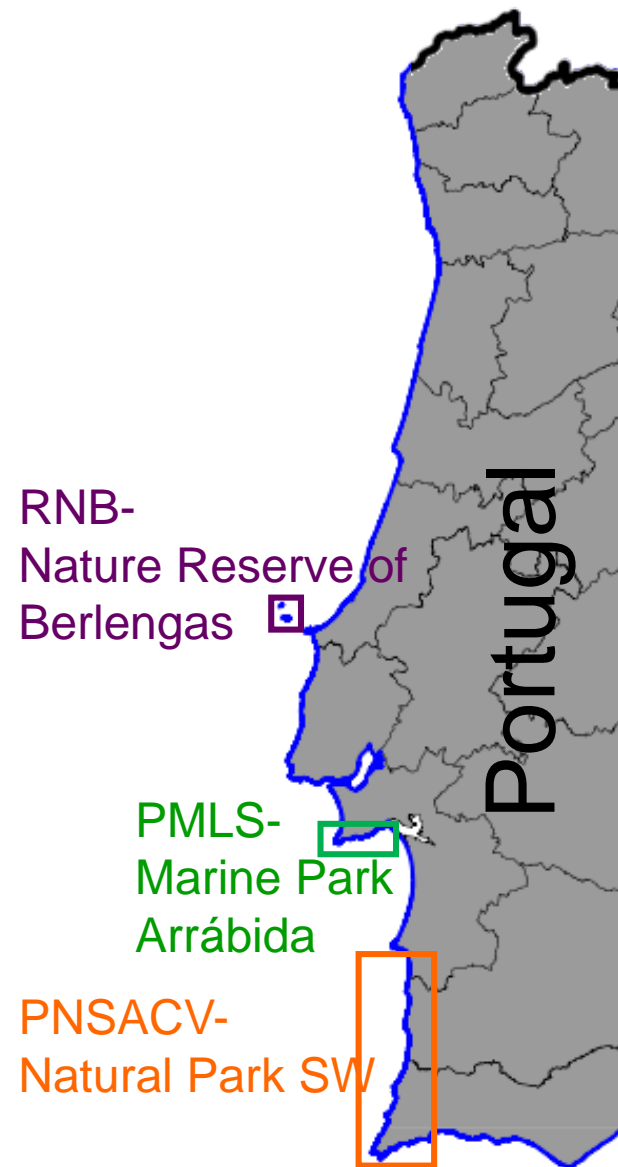 RNB-
Nature Reserve of
Berlengas
Portugal
PMLS-
Marine Park
Arrábida
PNSACV-
Natural Park SW